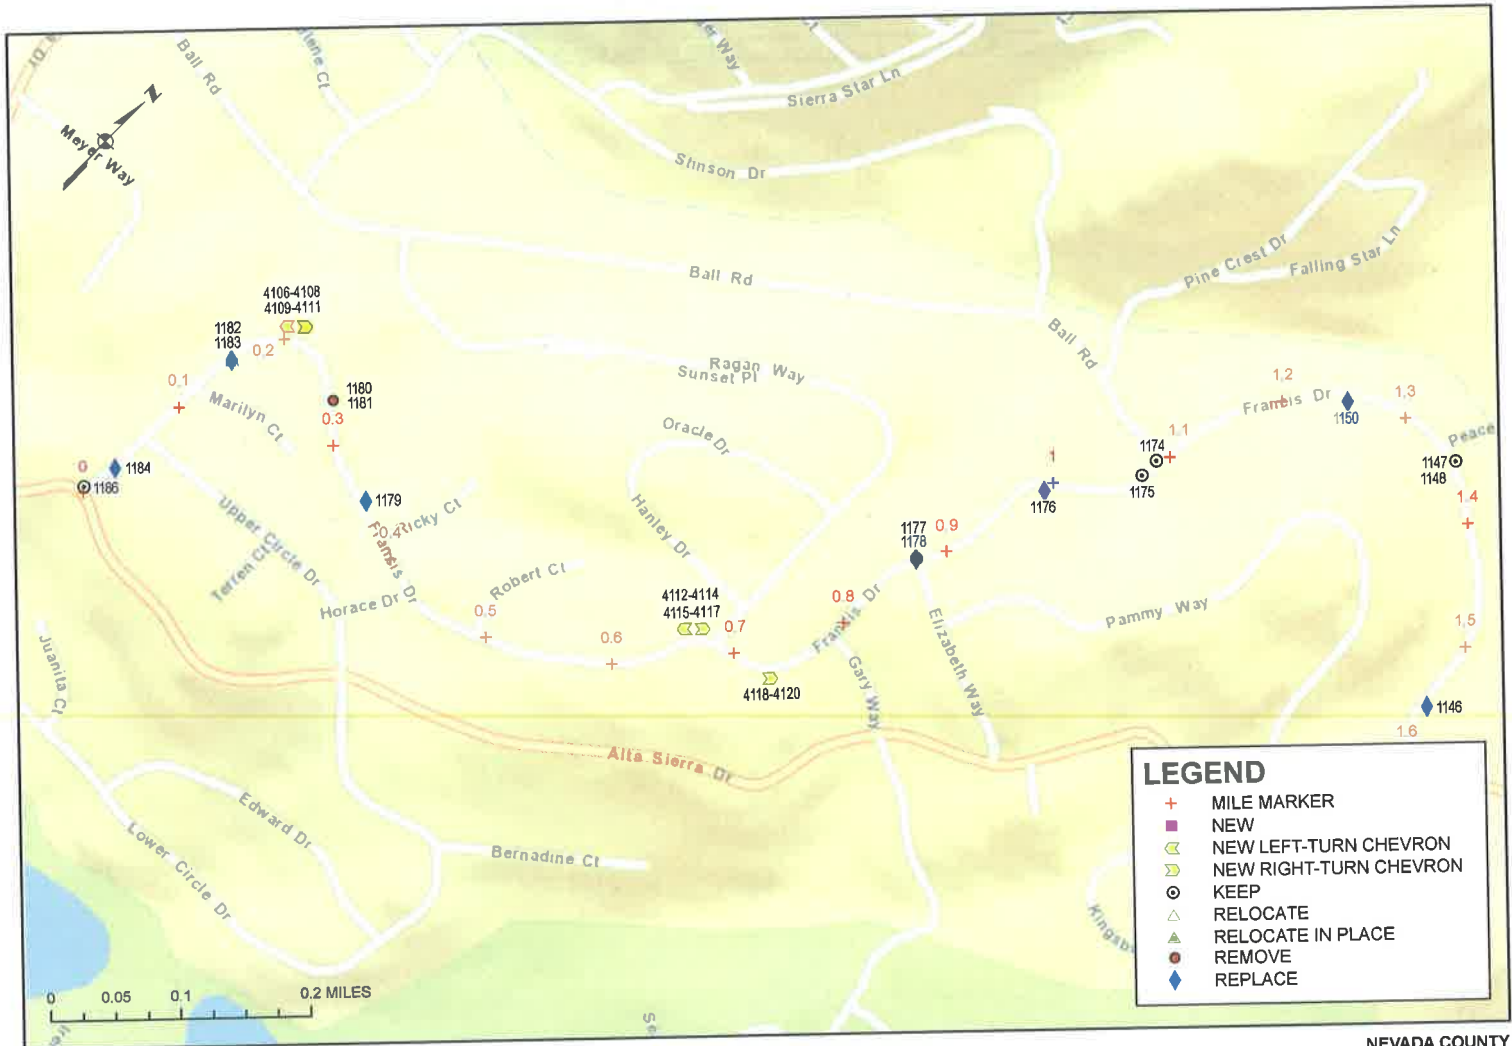 Ball Rd
Meyer Way
N
Sierra Star Ln
Stinson Dr
Ball Rd
Pine Crest Dr
Falling Star Ln
4106-4108
4109-4111
1182
1183
0.2
0.1
Marilyn Ct
1180
1181
0.3
Ragan Way
Sunset Pl
Ball Rd
1.2
Francis Dr
1150
1.3
Peace
0
1184
1186
1179
0.4
Ricky Ct
Francis Dr
Oracle Dr
Hanley Dr
1174
1.1
1175
1
1176
1147
1148
1.4
Upper Circle Dr
Terren Ct
Horace Dr
Robert Ct
0.5
0.6
4112-4114
4115-4117
0.7
4118-4120
0.8
Francis Dr
1177
1178
0.9
Elizabeth Way
Gary Way
Pammy Way
1.5
1146
1.6
Juanita Ct
Alta Sierra Dr
Edward Dr
Lower Circle Dr
Bernadine Ct
LEGEND
MILE MARKER
NEW
NEW LEFT-TURN CHEVRON
NEW RIGHT-TURN CHEVRON
KEEP
RELOCATE
RELOCATE IN PLACE
REMOVE
REPLACE
0 0.05 0.1 0.2 MILES
NEVADA COUNTY